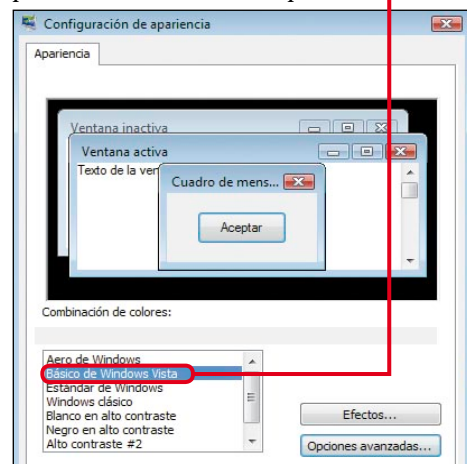 Configuración de apariencia
Apariencia
Ventana inactiva
Ventana activa
Texto de la ven
Cuadro de mens...
Aceptar
Combinación de colores:
Aero de Windows
Básico de Windows Vista
Estándar de Windows
Windows clásico
Blanco en alto contraste
Negro en alto contraste
Alto contraste #2
Efectos...
Opciones avanzadas...